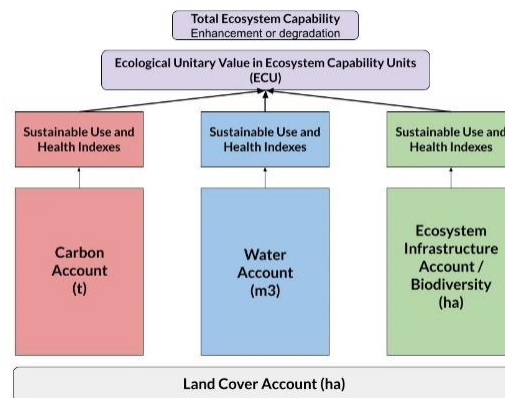 Total Ecosystem Capability
Enhancement or degradation
Ecological Unitary Value in Ecosystem Capability Units
(ECU)
Sustainable Use and
Health Indexes
Sustainable Use and
Health Indexes
Sustainable Use and
Health Indexes
Carbon
Account
(t)
Water
Account
(m3)
Ecosystem
Infrastructure
Account /
Biodiversity
(ha)
Land Cover Account (ha)